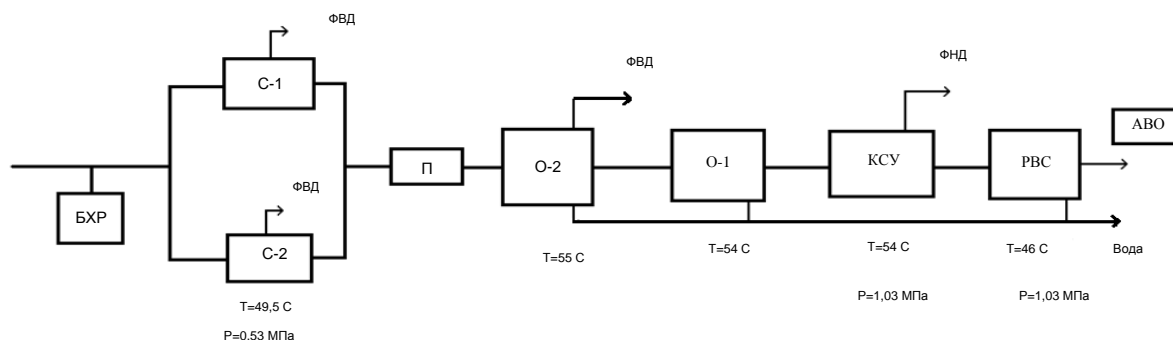 ФВД
С-1
ФВД
ФНД
АВО
О-2
О-1
КСУ
РВС
П
ФВД
БХР
С-2
Т=55 С
Т=54 С
Т=54 С
Т=46 С
Вода
Т=49,5 С
Р=1,03 МПа
Р=1,03 МПа
Р=0,53 МПа